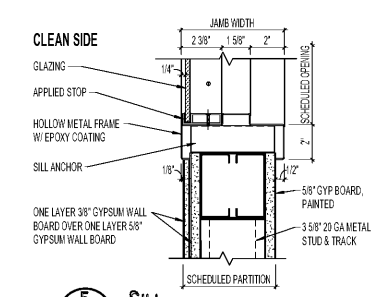 JAMB WIDTH
CLEAN SIDE
2 3/8"
1 5/8"
2"
GLAZING
1/4"
SCHEDULED OPENING
APPLIED STOP
HOLLOW METAL FRAME
W/ EPOXY COATING
2"
SILL ANCHOR
1/8"
1/2"
5/8" GYP BOARD,
PAINTED
ONE LAYER 3/8" GYPSUM WALL
BOARD OVER ONE LAYER 5/8"
GYPSUM WALL BOARD
3 5/8" 20 GA METAL
STUD & TRACK
SCHEDULED PARTITION